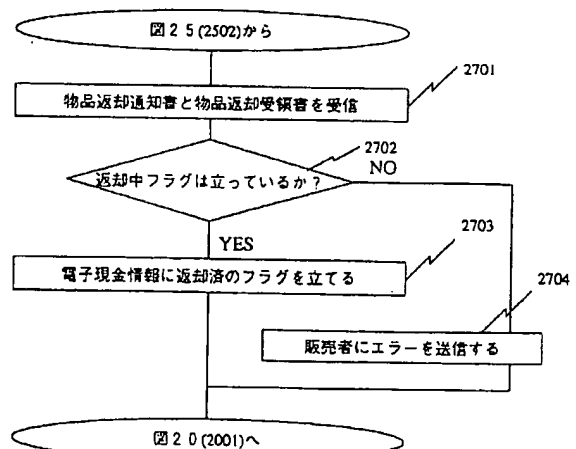 図２５(2502)から
2701
物品返却通知書と物品返却受領書を受信
2702
返却中フラグは立っているか？
NO
YES
2703
電子現金情報に返却済のフラグを立てる
2704
販売者にエラーを送信する
図２０(2001)へ